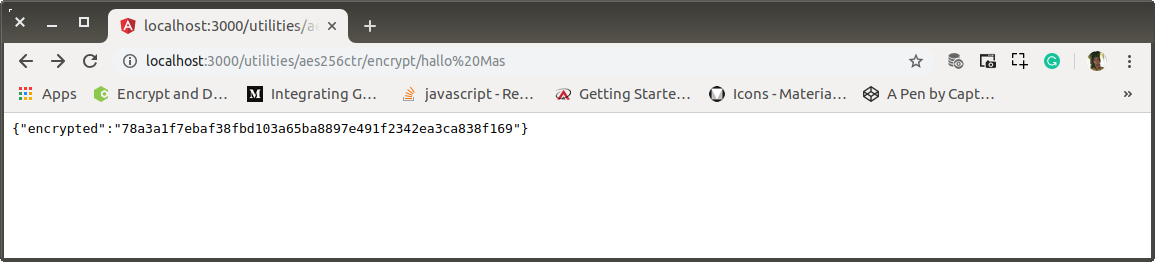 localhost:3000/utilities/ae
localhost:3000/utilities/aes256ctr/encrypt/hallo%20Mas
Apps Encrypt and D… Integrating G… javascript - Re… Getting Starte… Icons - Materia… A Pen by Capt… »
{"encrypted":"78a3a1f7ebaf38fbd103a65ba8897e491f2342ea3ca838f169"}